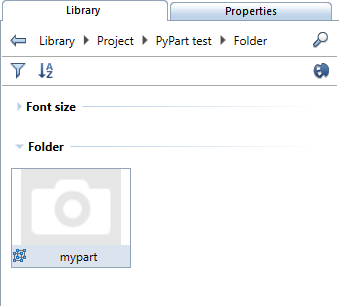 Library Properties
Library Project PyPart test Folder
Font size
Folder
mypart